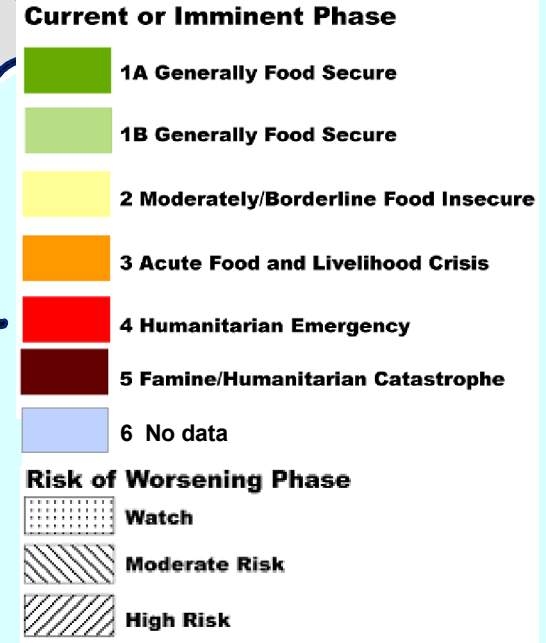 Current or Imminent Phase
1A Generally Food Secure
1B Generally Food Secure
2 Moderately/Borderline Food Insecure
3 Acute Food and Livelihood Crisis
4 Humanitarian Emergency
5 Famine/Humanitarian Catastrophe
6 No data
Risk of Worsening Phase
Watch
Moderate Risk
High Risk